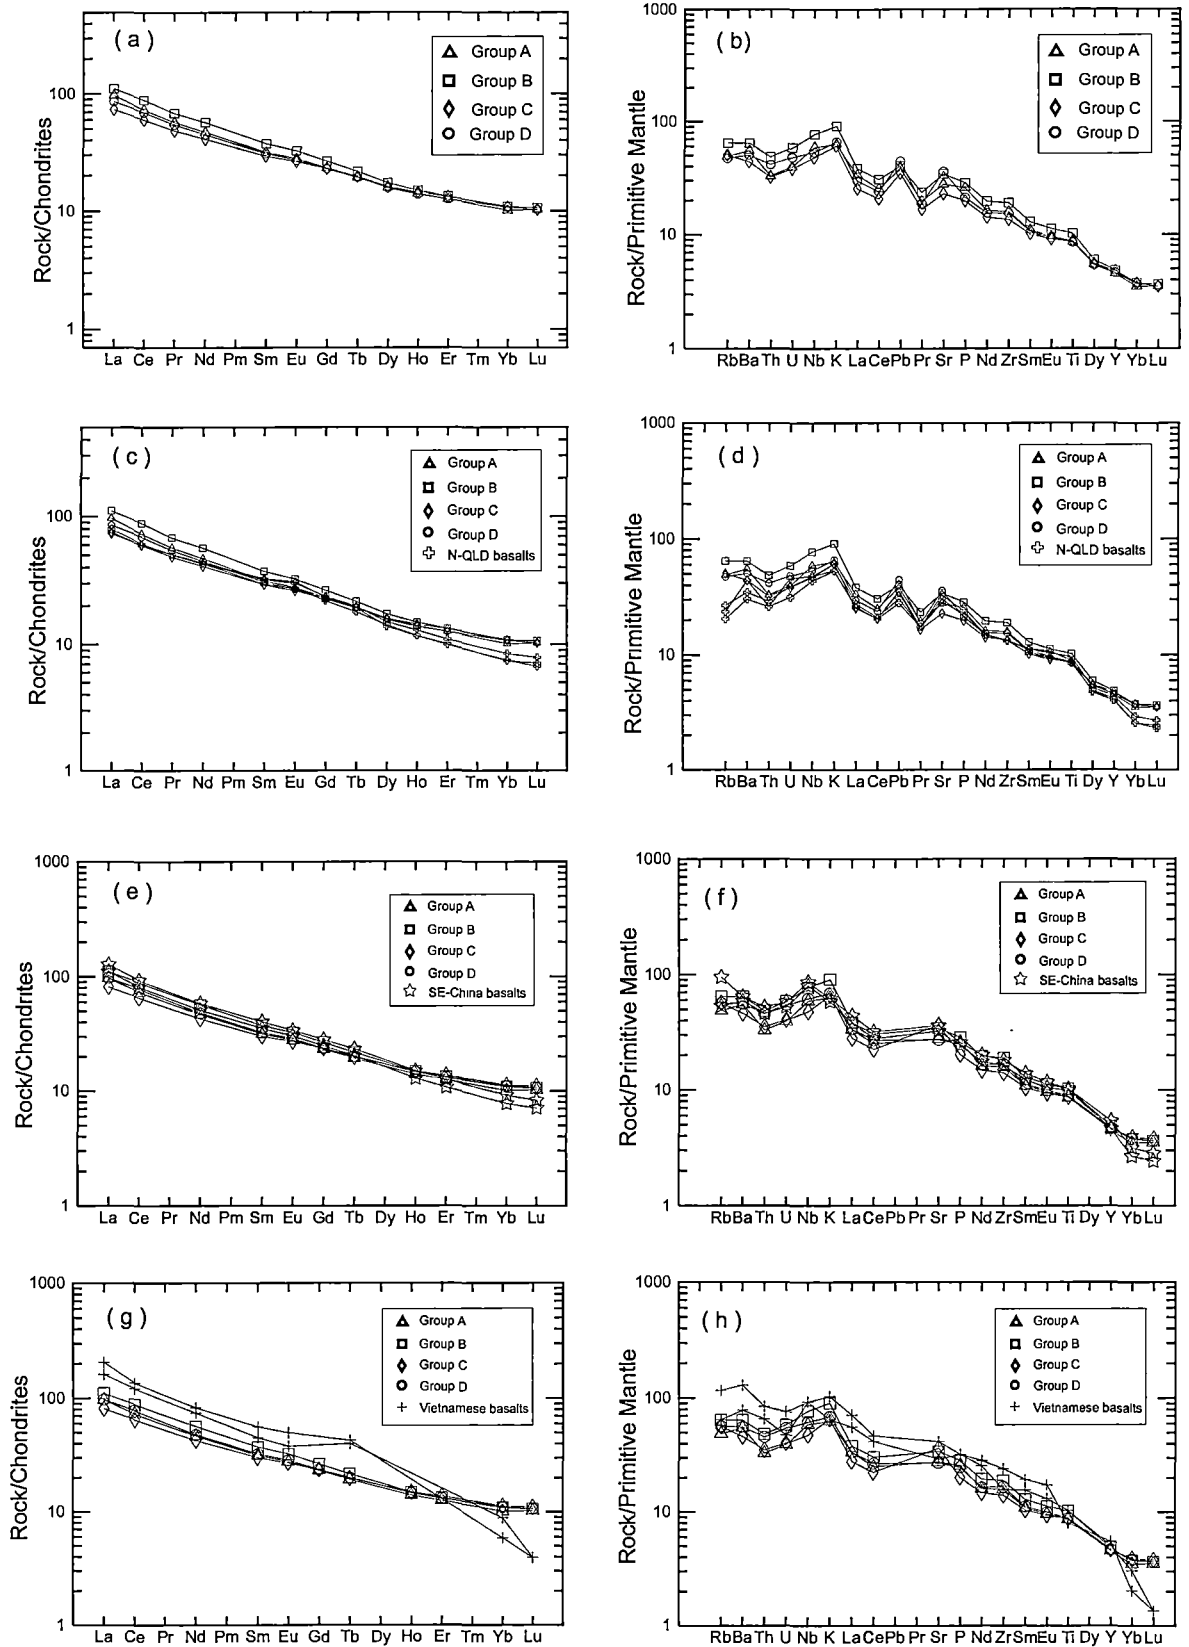 (a)
Group A
Group B
Group C
Group D
100
10
1
Rock/Chondrites
La Ce Pr Nd Pm Sm Eu Gd Tb Dy Ho Er Tm Yb Lu
(b)
Group A
Group B
Group C
Group D
1000
100
10
1
Rock/Primitive Mantle
Rb Ba Th U Nb K La Ce Pb Pr Sr P Nd Zr Sm Eu Ti Dy Y Yb Lu
(c)
Group A
Group B
Group C
Group D
N-QLD basalts
100
10
1
Rock/Chondrites
La Ce Pr Nd Pm Sm Eu Gd Tb Dy Ho Er Tm Yb Lu
(d)
Group A
Group B
Group C
Group D
N-QLD basalts
1000
100
10
1
Rock/Primitive Mantle
Rb Ba Th U Nb K La Ce Pb Pr Sr P Nd Zr Sm Eu Ti Dy Y Yb Lu
(e)
Group A
Group B
Group C
Group D
SE-China basalts
1000
100
10
1
Rock/Chondrites
La Ce Pr Nd Pm Sm Eu Gd Tb Dy Ho Er Tm Yb Lu
(f)
Group A
Group B
Group C
Group D
SE-China basalts
1000
100
10
1
Rock/Primitive Mantle
Rb Ba Th U Nb K La Ce Pb Pr Sr P Nd Zr Sm Eu Ti Dy Y Yb Lu
(g)
Group A
Group B
Group C
Group D
Vietnamese basalts
1000
100
10
1
Rock/Chondrites
La Ce Pr Nd Pm Sm Eu Gd Tb Dy Ho Er Tm Yb Lu
(h)
Group A
Group B
Group C
Group D
Vietnamese basalts
1000
100
10
1
Rock/Primitive Mantle
Rb Ba Th U Nb K La Ce Pb Pr Sr P Nd Zr Sm Eu Ti Dy Y Yb Lu